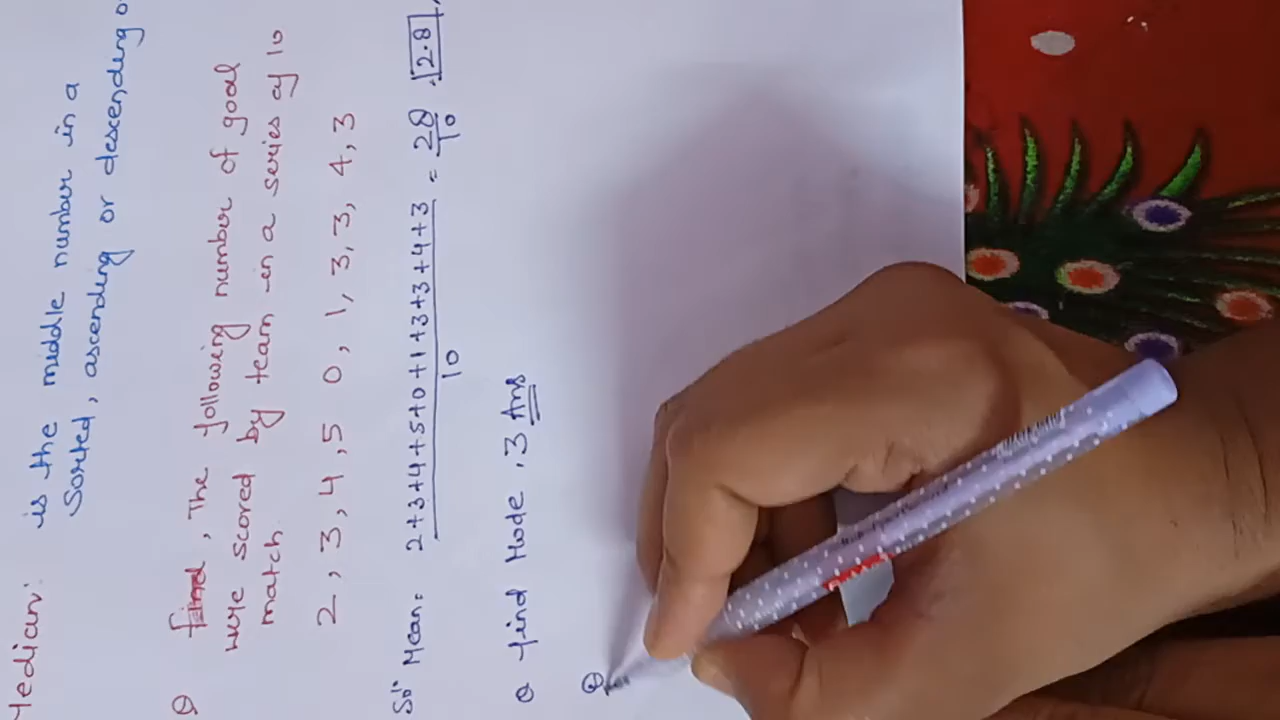 Median: is the middle number in a
Sorted, ascending or descending o
Q Find, The following number of goal
were scored by team in a series of 10
match.
2, 3, 4, 5 0, 1, 3, 3, 4, 3
Solⁿ Mean = 2+3+4+5+0+1+3+3+4+3 / 10 = 28/10 . 2.8
Q find Mode, 3 Ans
Q